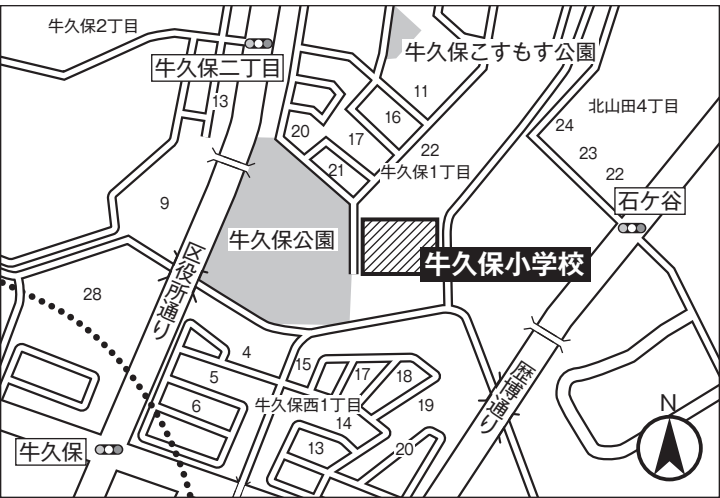 牛久保2丁目
牛久保二丁目
牛久保こすもす公園
13
11
16
北山田4丁目
20
17
24
22
23
21
牛久保1丁目
22
9
石ケ谷
牛久保公園
牛久保小学校
区役所通り
28
4
15
17
18
歴博通り
5
6
牛久保西1丁目
19
14
N
13
20
牛久保